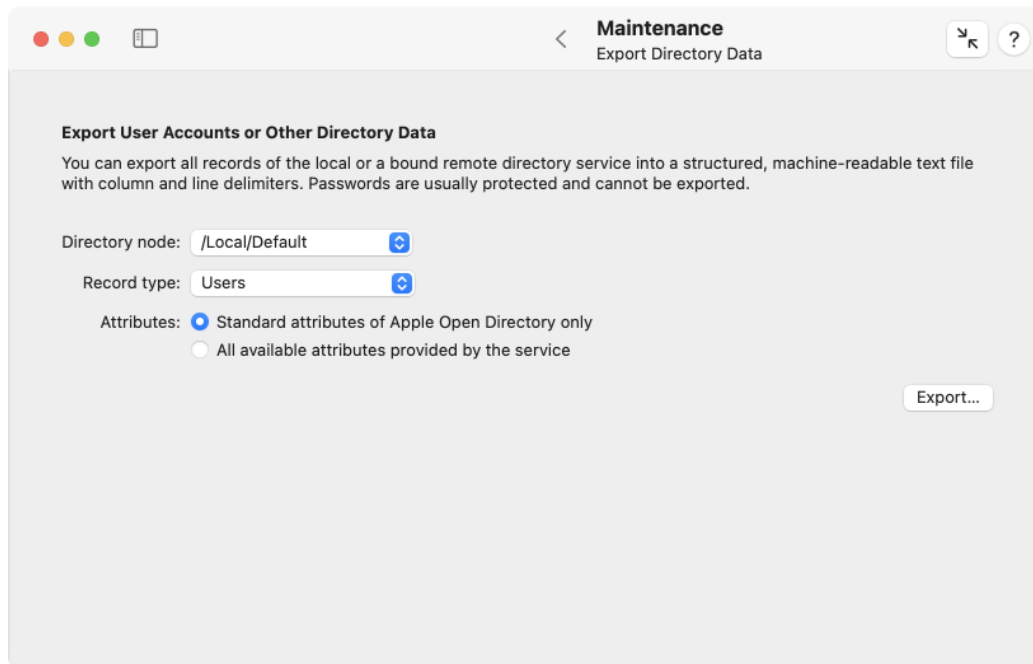 Maintenance
Export Directory Data
?
Export User Accounts or Other Directory Data
You can export all records of the local or a bound remote directory service into a structured, machine-readable text file
with column and line delimiters. Passwords are usually protected and cannot be exported.
Directory node: /Local/Default
Record type: Users
Attributes: Standard attributes of Apple Open Directory only
All available attributes provided by the service
Export...